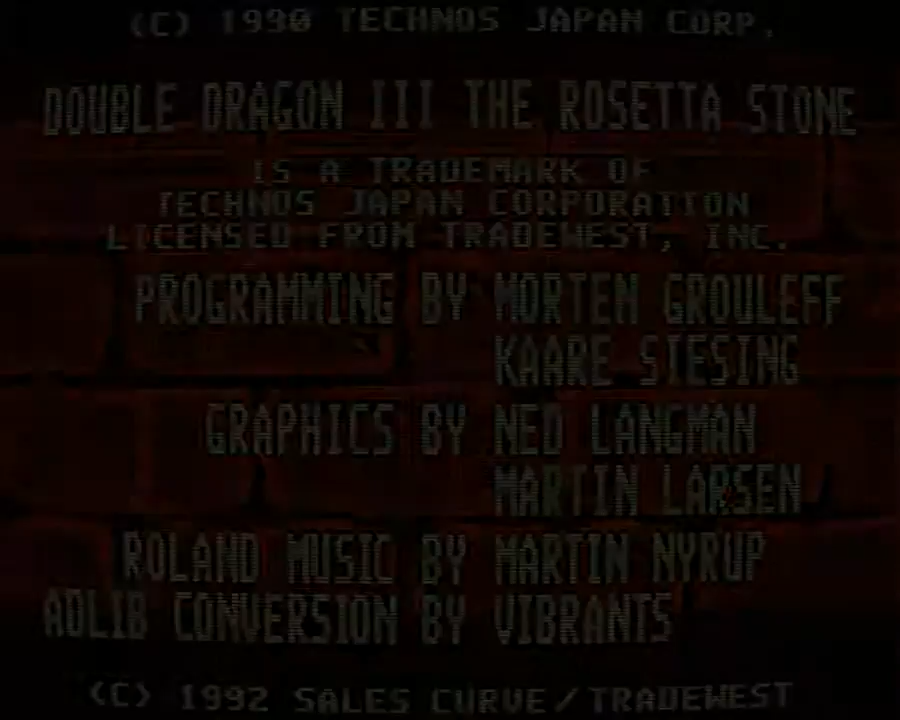 (C) 1990 TECHNOS JAPAN CORP.
DOUBLE DRAGON III THE ROSETTA STONE
IS A TRADEMARK OF
TECHNOS JAPAN CORPORATION
LICENSED FROM TRADEWEST, INC.
PROGRAMMING BY MORTEN GROULEFF
KAARE SIESING
GRAPHICS BY NED LANGMAN
MARTIN LARSEN
ROLAND MUSIC BY MARTIN NYRUP
ADLIB CONVERSION BY VIBRANTS
(C) 1992 SALES CURVE/TRADEWEST